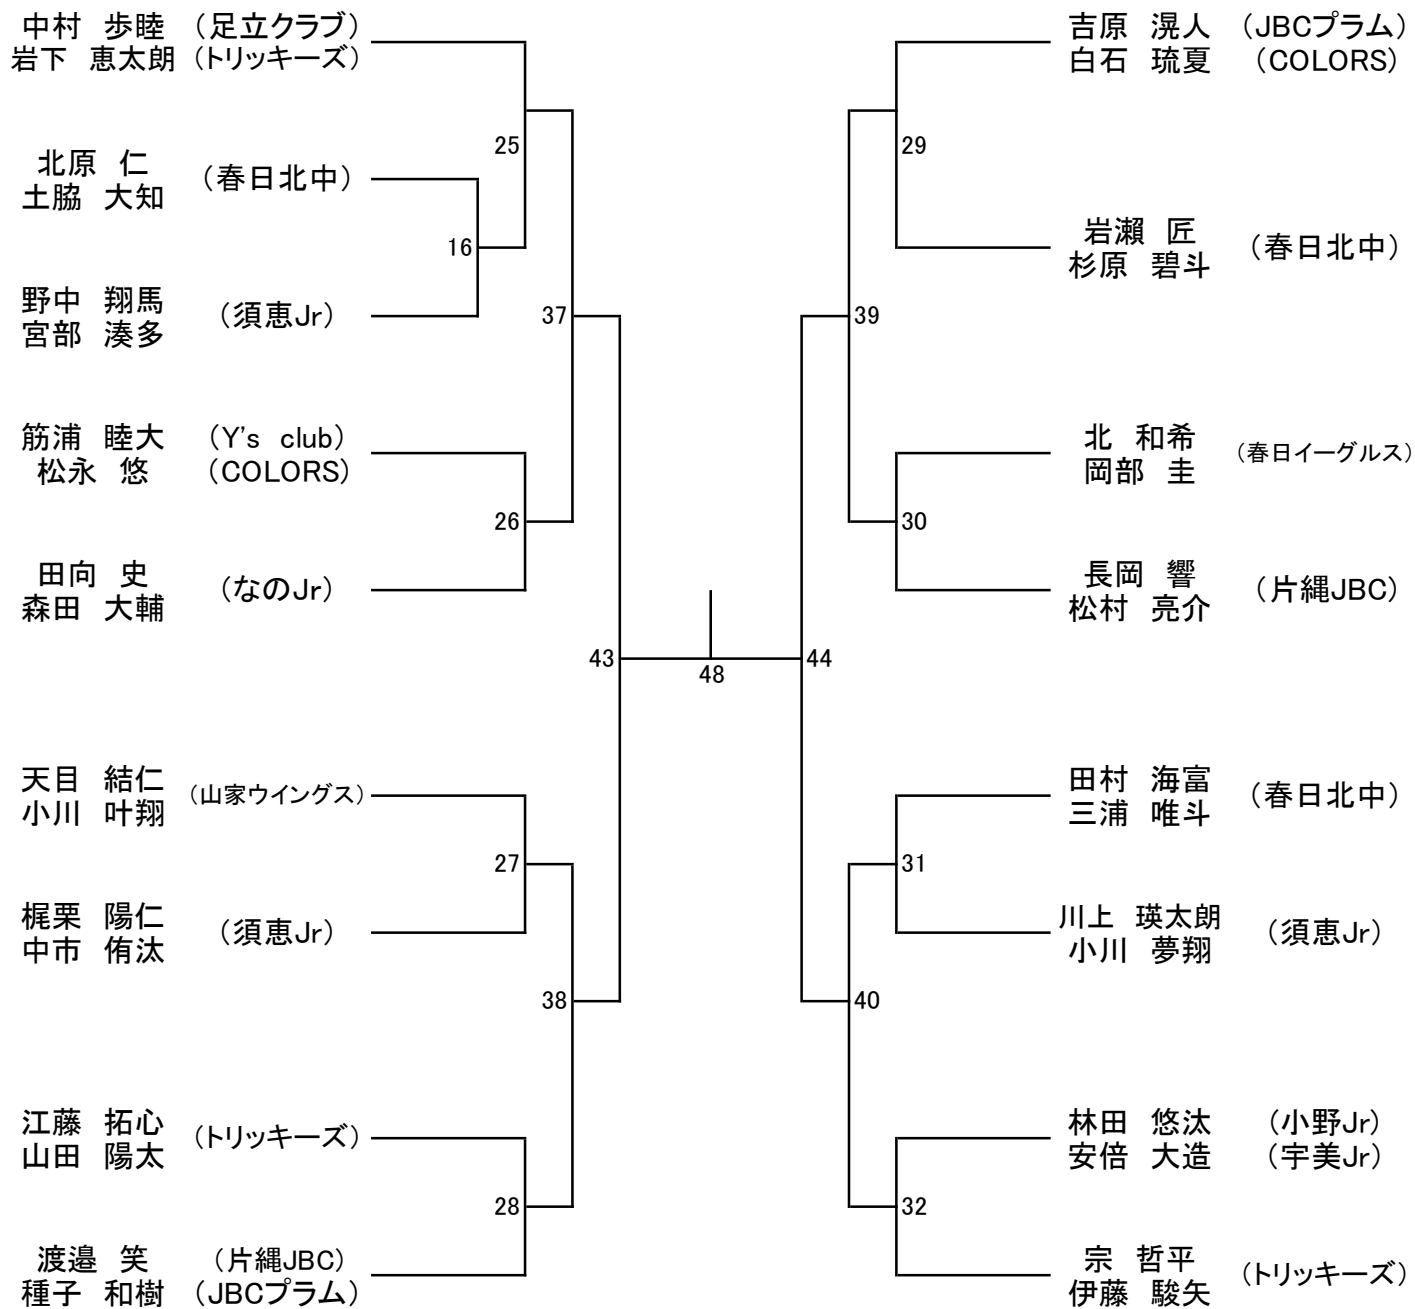 中村　歩睦（足立クラブ）
岩下　恵太朗（トリッキーズ）
25
北原　仁
土脇　大知
（春日北中）
16
野中　翔馬
宮部　湊多
（須恵Jr）
37
筋浦　睦大（Y's　club）
松永　悠（COLORS）
26
田向　史
森田　大輔
（なのJr）
43
天目　結仁
小川　叶翔
（山家ウイングス）
27
梶栗　陽仁
中市　侑汰
（須恵Jr）
38
江藤　拓心
山田　陽太
（トリッキーズ）
28
渡邉　笑（片縄JBC）
種子　和樹（JBCプラム）
48
吉原　滉人（JBCプラム）
白石　琉夏（COLORS）
29
岩瀬　匠
杉原　碧斗
（春日北中）
39
北　和希
岡部　圭
（春日イーグルス）
30
長岡　響
松村　亮介
（片縄JBC）
44
田村　海富
三浦　唯斗
（春日北中）
31
川上　瑛太朗
小川　夢翔
（須恵Jr）
40
林田　悠汰（小野Jr）
安倍　大造（宇美Jr）
32
宗　哲平
伊藤　駿矢
（トリッキーズ）